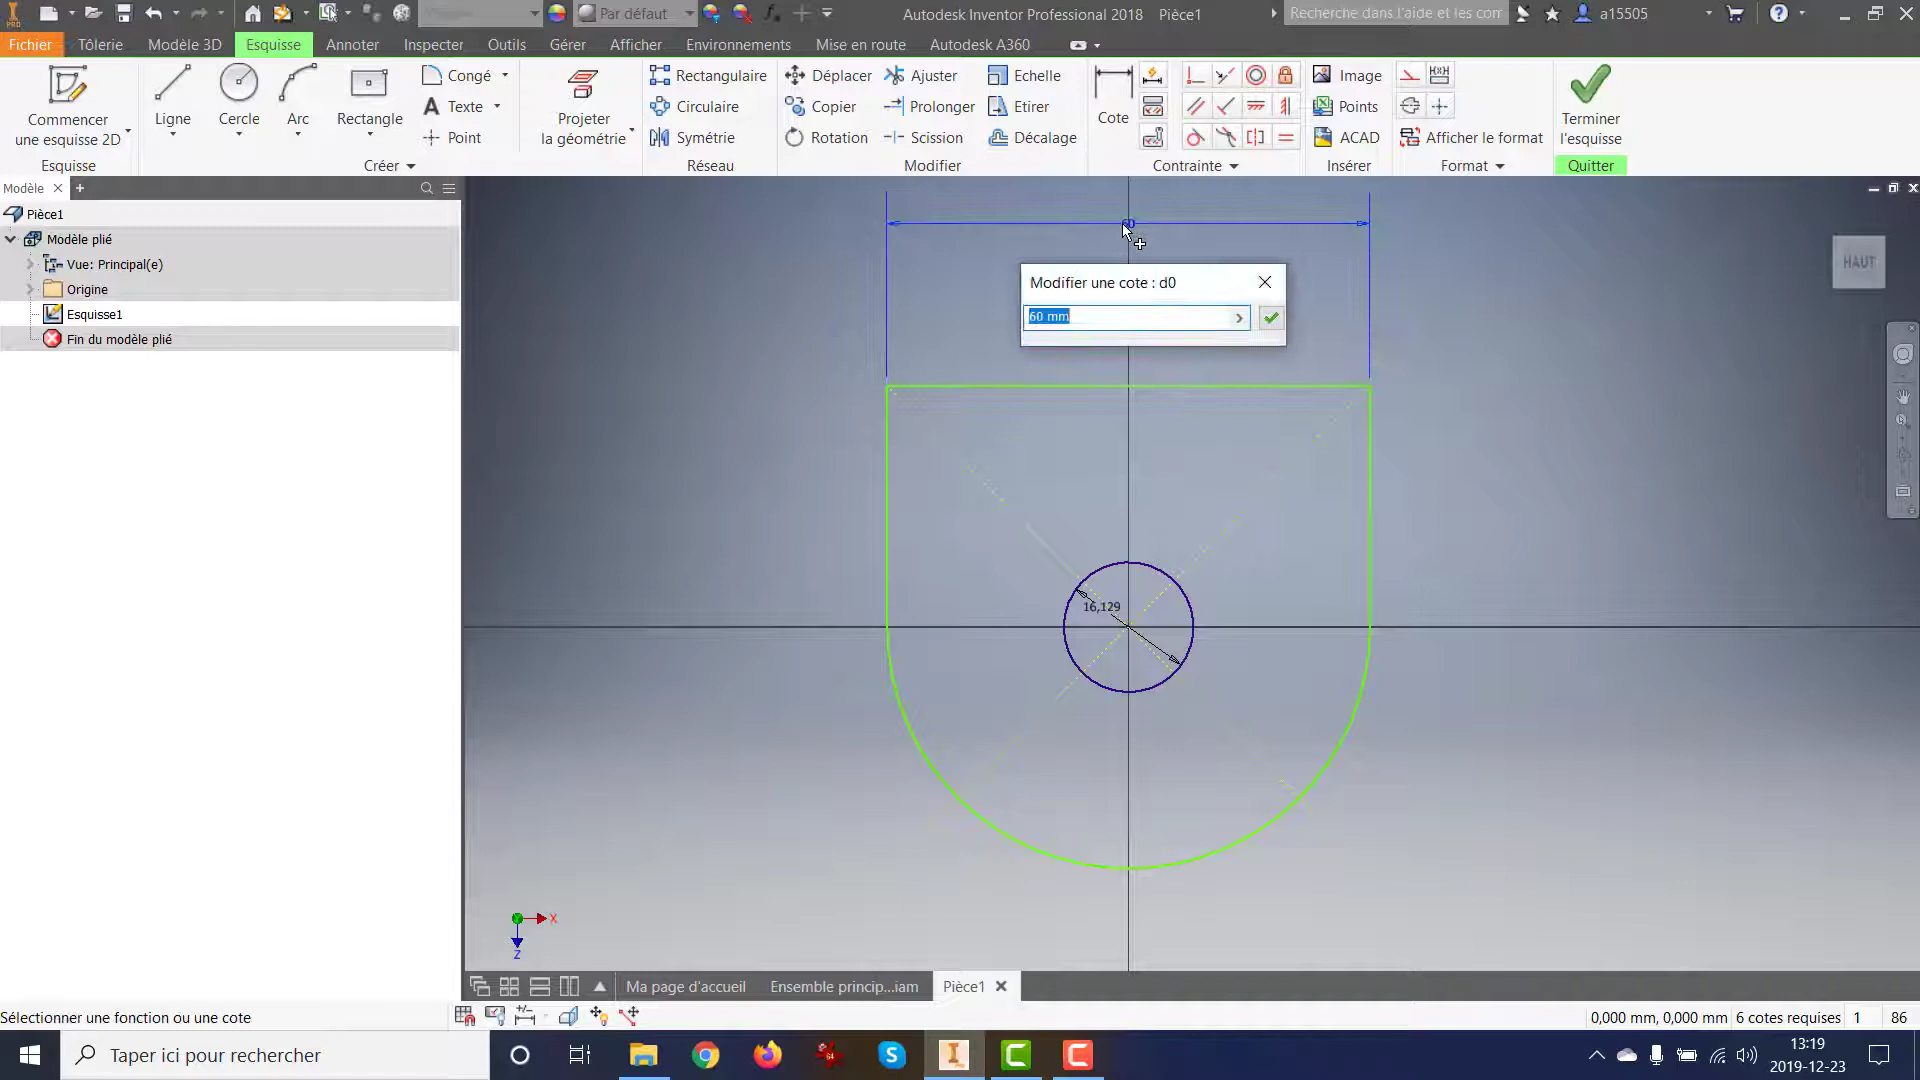 Par défaut
Autodesk Inventor Professional 2018 Pièce1
Recherche dans l'aide et les com
a15505
PRO
Fichier Tôlerie Modèle 3D Esquisse Annoter Inspecter Outils Gérer Afficher Environnements Mise en route Autodesk A360
Commencer
une esquisse 2D
Esquisse
Ligne
Cercle
Arc
Rectangle
Congé
Texte
Point
Créer
Projeter
la géométrie
Rectangulaire
Circulaire
Symétrie
Réseau
Déplacer
Copier
Rotation
Ajuster
Prolonger
Scission
Echelle
Etirer
Décalage
Modifier
Cote
Contrainte
Image
Points
ACAD
Insérer
Afficher le format
Format
Terminer
l'esquisse
Quitter
Modèle
Pièce1
Modèle plié
Vue: Principal(e)
Origine
Esquisse1
Fin du modèle plié
60
Modifier une cote : d0
60 mm
HAUT
16,129
X
Z
Ma page d'accueil
Ensemble princip...iam
Pièce1
Sélectionner une fonction ou une cote
0,000 mm, 0,000 mm 6 cotes requises 1 86
Taper ici pour rechercher
64
13:19
2019-12-23